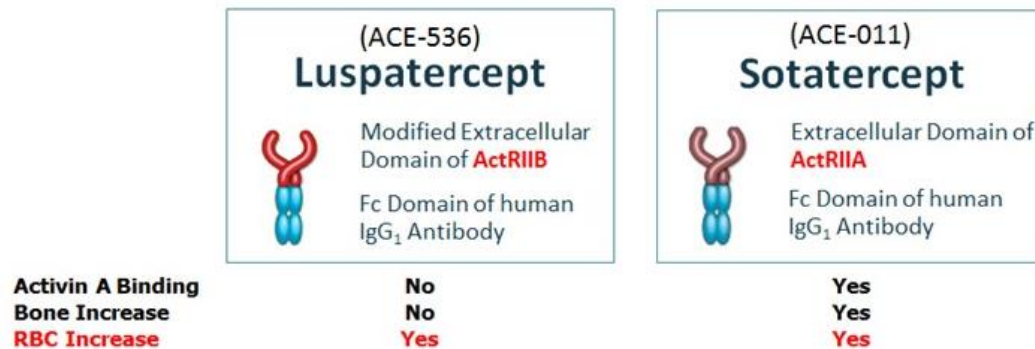 (ACE-536)
Luspatercept
Modified Extracellular
Domain of ActRIIB
Fc Domain of human
IgG₁ Antibody
(ACE-011)
Sotatercept
Extracellular Domain of
ActRIIA
Fc Domain of human
IgG₁ Antibody
Activin A Binding No Yes
Bone Increase No Yes
RBC Increase Yes Yes